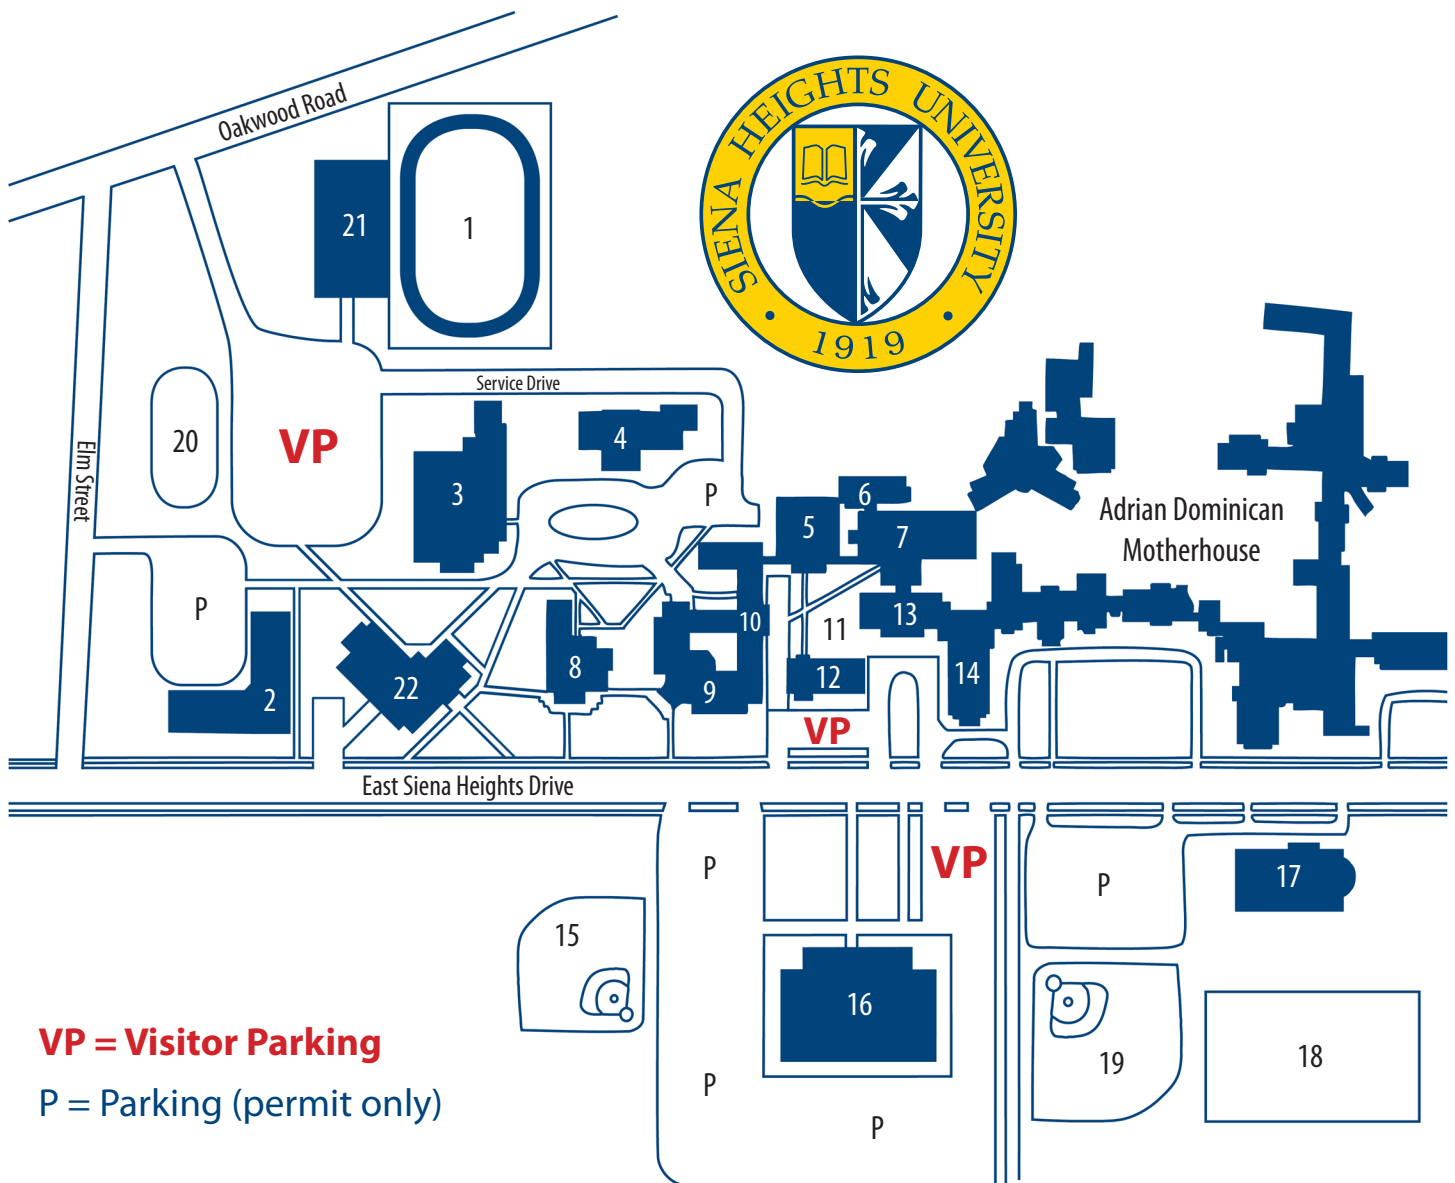 Oakwood Road
SIENA HEIGHTS UNIVERSITY
1919
21
1
Service Drive
Elm Street
20
VP
4
3
P
6
5
7
Adrian Dominican
Motherhouse
P
10
11
13
8
12
14
22
2
9
VP
East Siena Heights Drive
P
VP
P
17
15
16
VP = Visitor Parking
19
18
P = Parking (permit only)
P
P